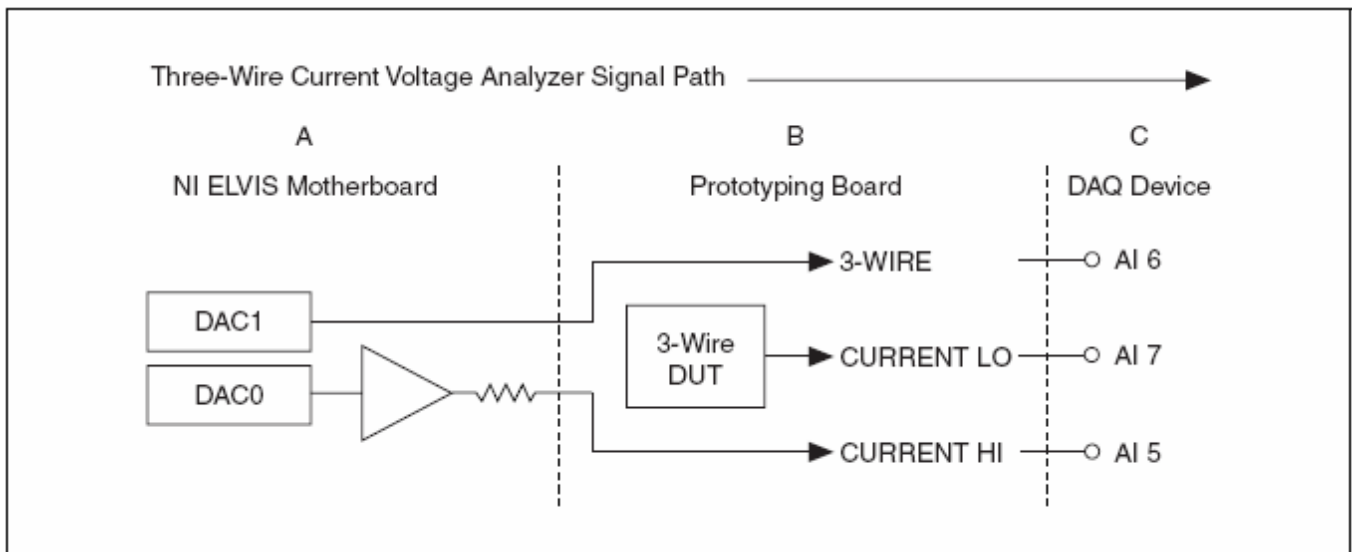 Three-Wire Current Voltage Analyzer Signal Path
A
B
C
NI ELVIS Motherboard
Prototyping Board
DAQ Device
3-WIRE
AI 6
DAC1
3-Wire
DUT
CURRENT LO
AI 7
DAC0
CURRENT HI
AI 5